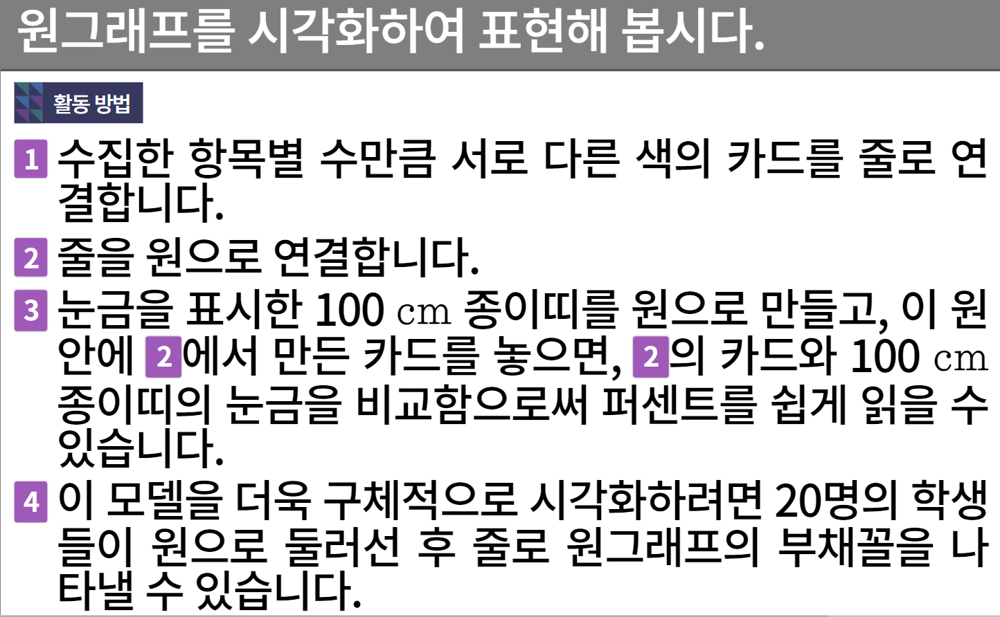 원그래프를 시각화하여 표현해 봅시다.
활동 방법
1 수집한 항목별 수만큼 서로 다른 색의 카드를 줄로 연
결합니다.
2 줄을 원으로 연결합니다.
3 눈금을 표시한 100 cm 종이띠를 원으로 만들고, 이 원
안에 2에서 만든 카드를 놓으면, 2의 카드와 100 cm
종이띠의 눈금을 비교함으로써 퍼센트를 쉽게 읽을 수
있습니다.
4 이 모델을 더욱 구체적으로 시각화하려면 20명의 학생
들이 원으로 둘러선 후 줄로 원그래프의 부채꼴을 나
타낼 수 있습니다.